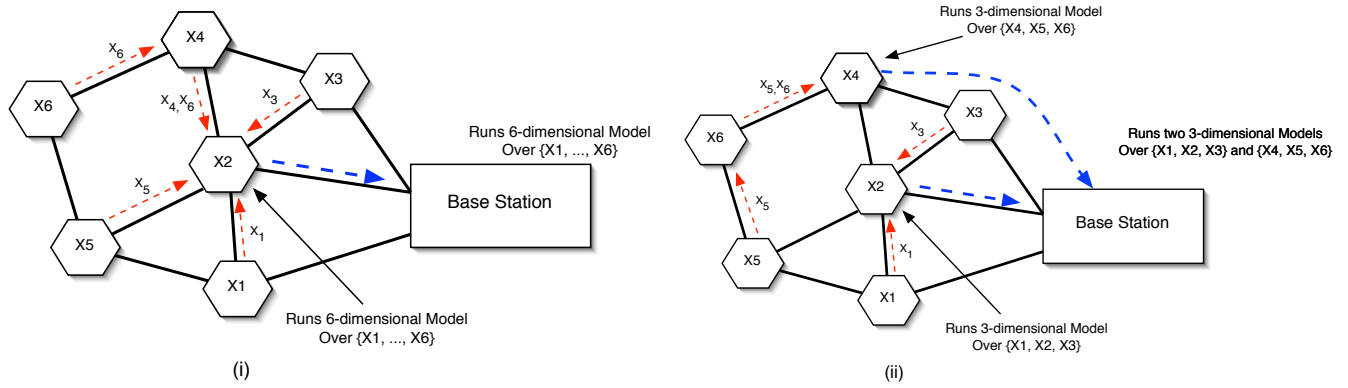 X4
X6
X3
X6
X4,X6
X3
X2
Runs 6-dimensional Model
Over {X1, ..., X6}
Base Station
X5
X5
X1
X1
Runs 6-dimensional Model
Over {X1, ..., X6}
(i)
Runs 3-dimensional Model
Over {X4, X5, X6}
X4
X5,X6
X3
X6
X3
X2
Runs two 3-dimensional Models
Over {X1, X2, X3} and {X4, X5, X6}
Base Station
X5
X5
X1
X1
Runs 3-dimensional Model
Over {X1, X2, X3}
(ii)